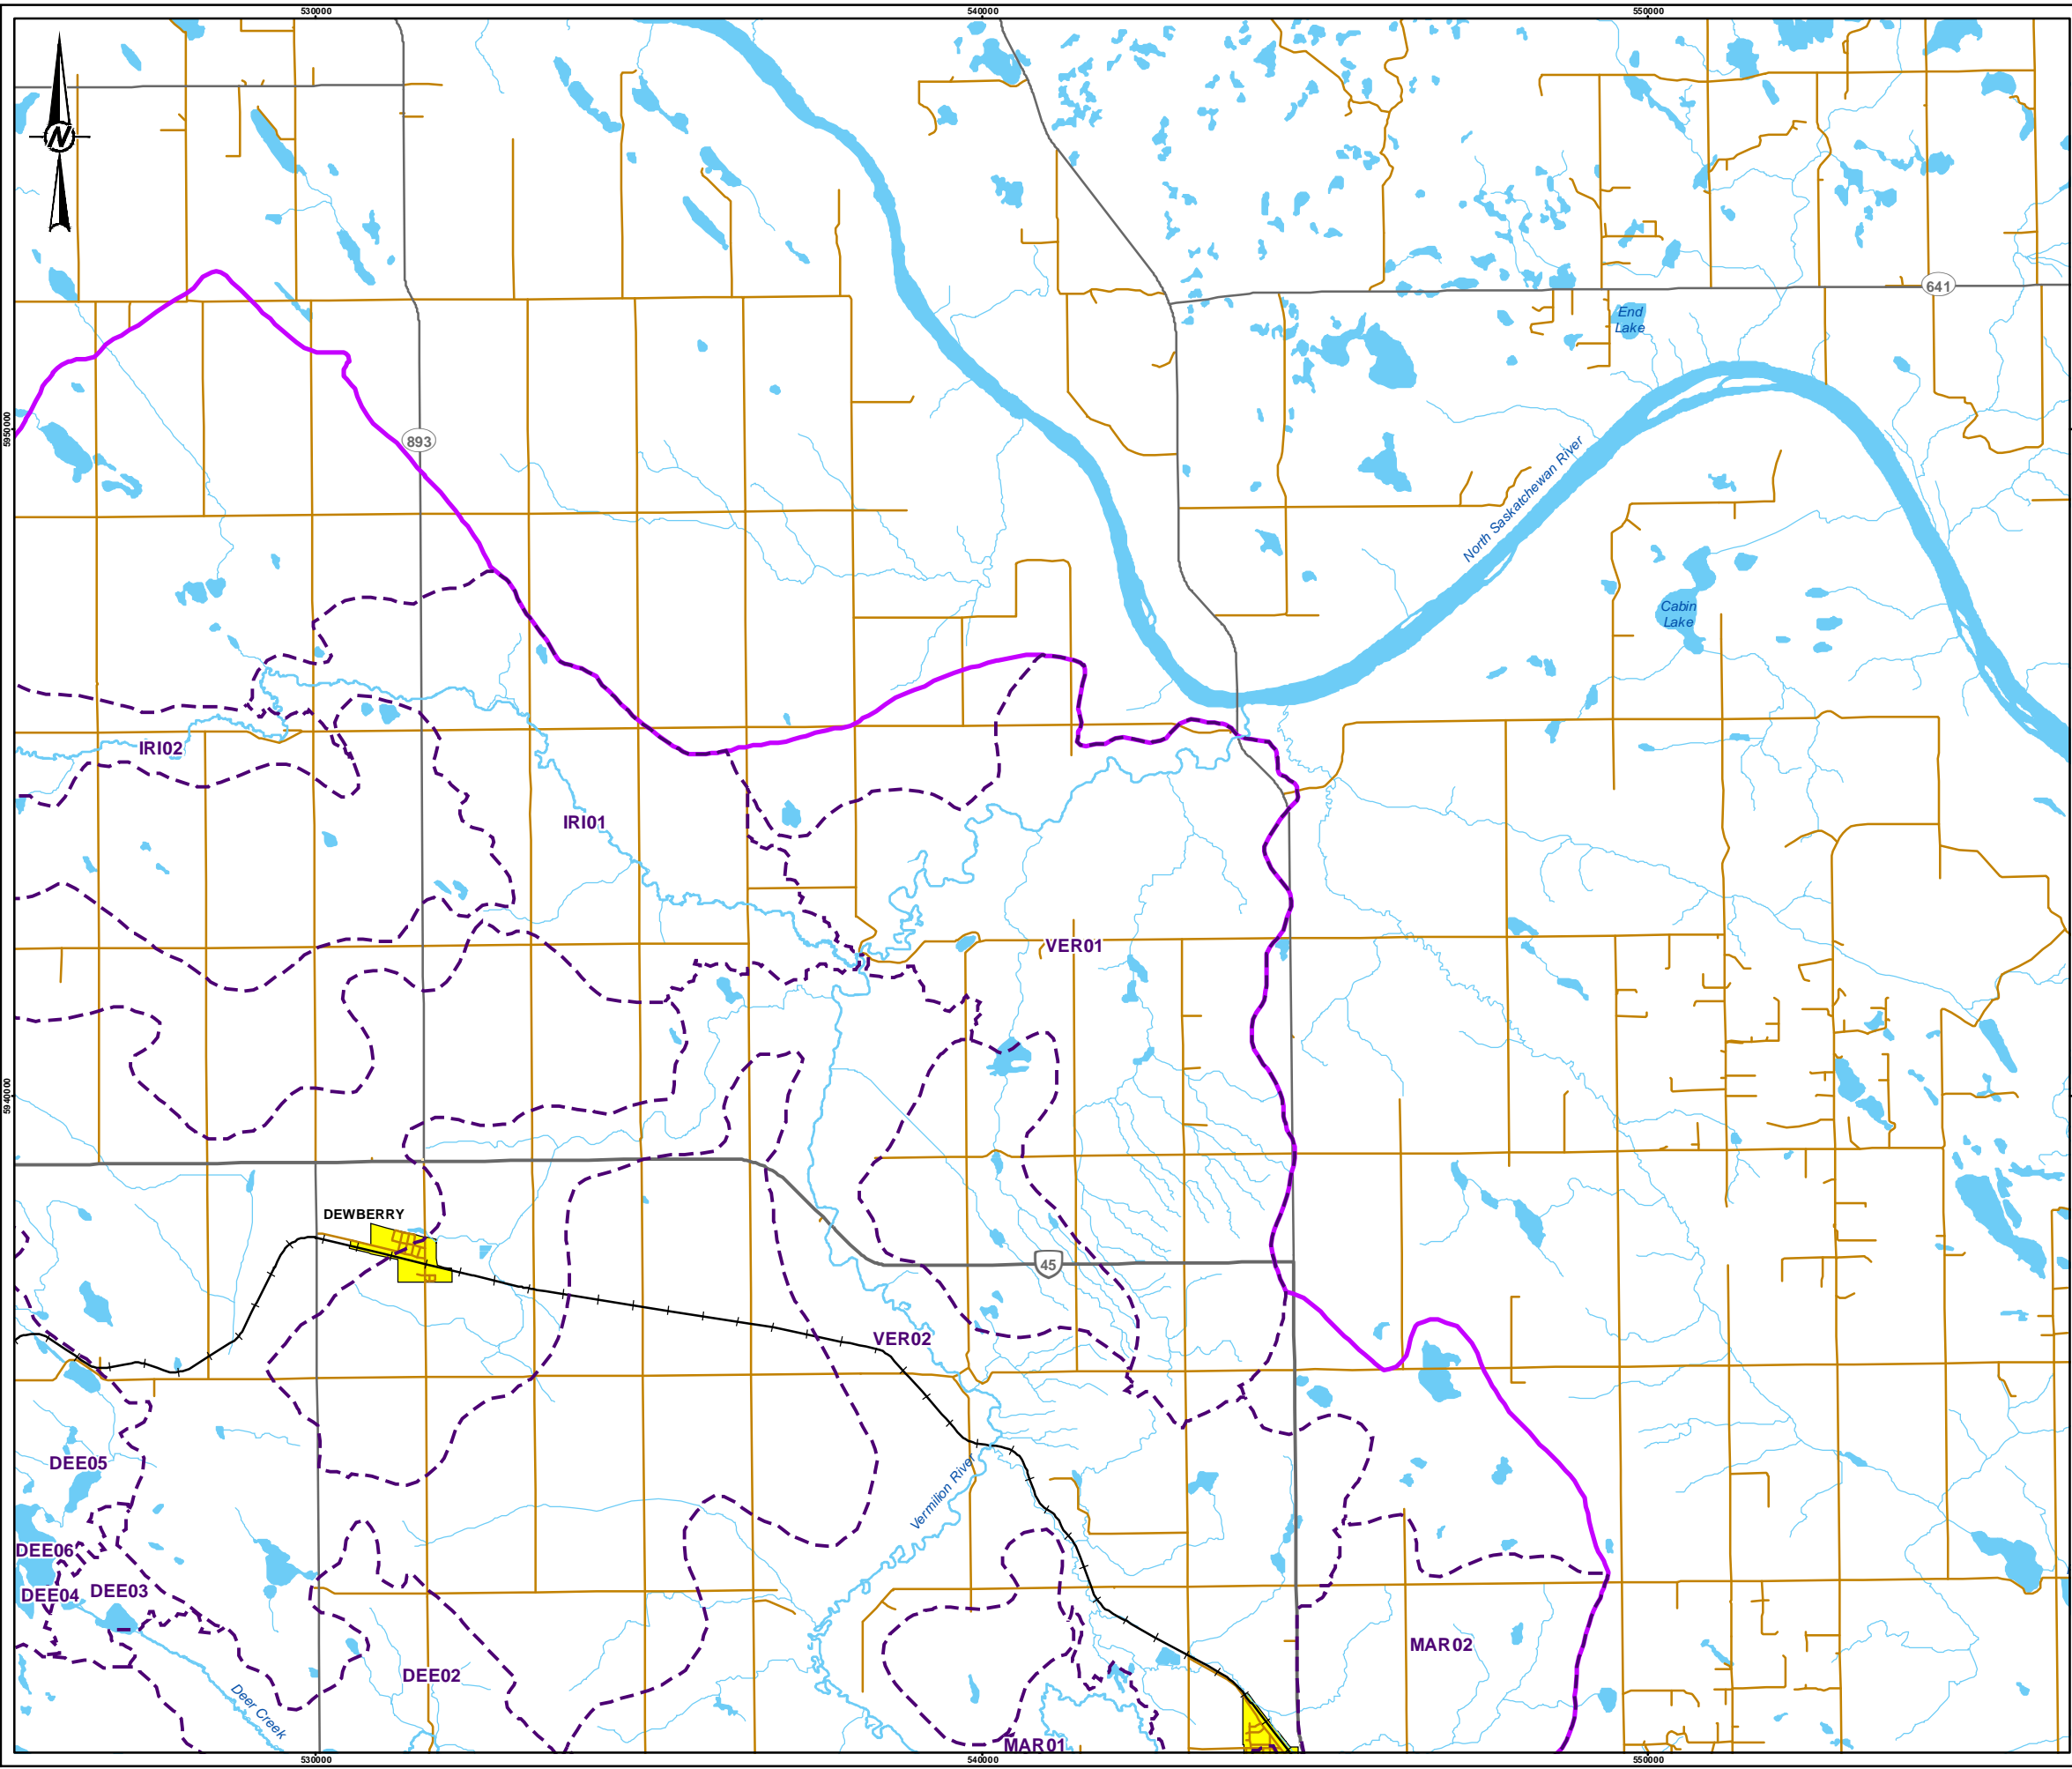 530000
540000
550000
N
641
End
Lake
5950000
893
North Saskatchewan River
Cabin
Lake
IRI02
IRI01
VER01
5940000
DEWBERRY
45
VER02
DEE05
Vermilion River
DEE06
DEE04
DEE03
MAR02
DEE02
Deer Creek
MAR01
530000
540000
550000